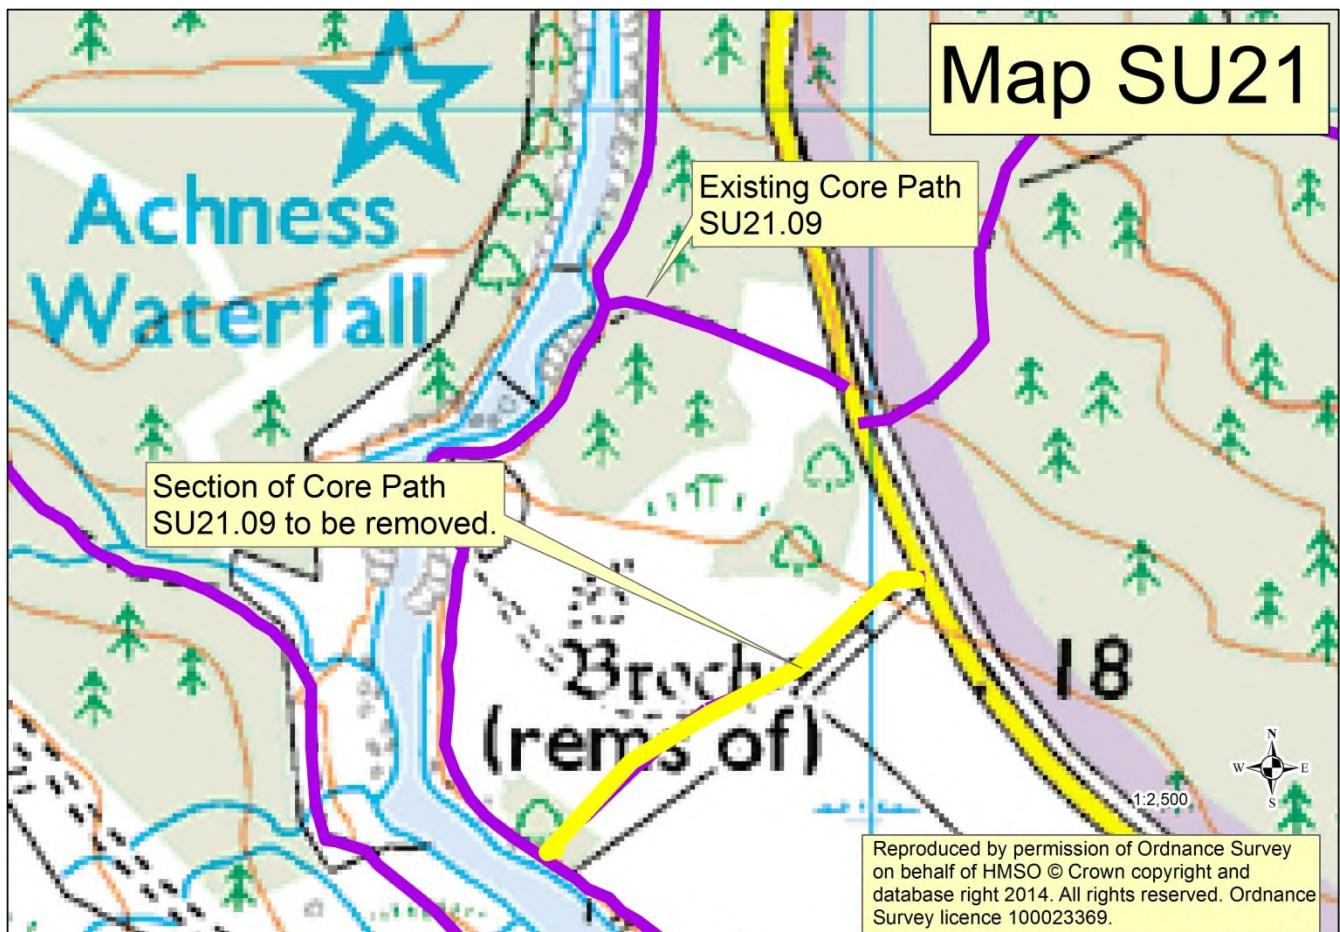 Map SU21
Existing Core Path
SU21.09
Achness
Waterfall
Section of Core Path
SU21.09 to be removed.
Broch
(rems of)
18
N
W
E
S
1:2,500
Reproduced by permission of Ordnance Survey
on behalf of HMSO © Crown copyright and
database right 2014. All rights reserved. Ordnance
Survey licence 100023369.